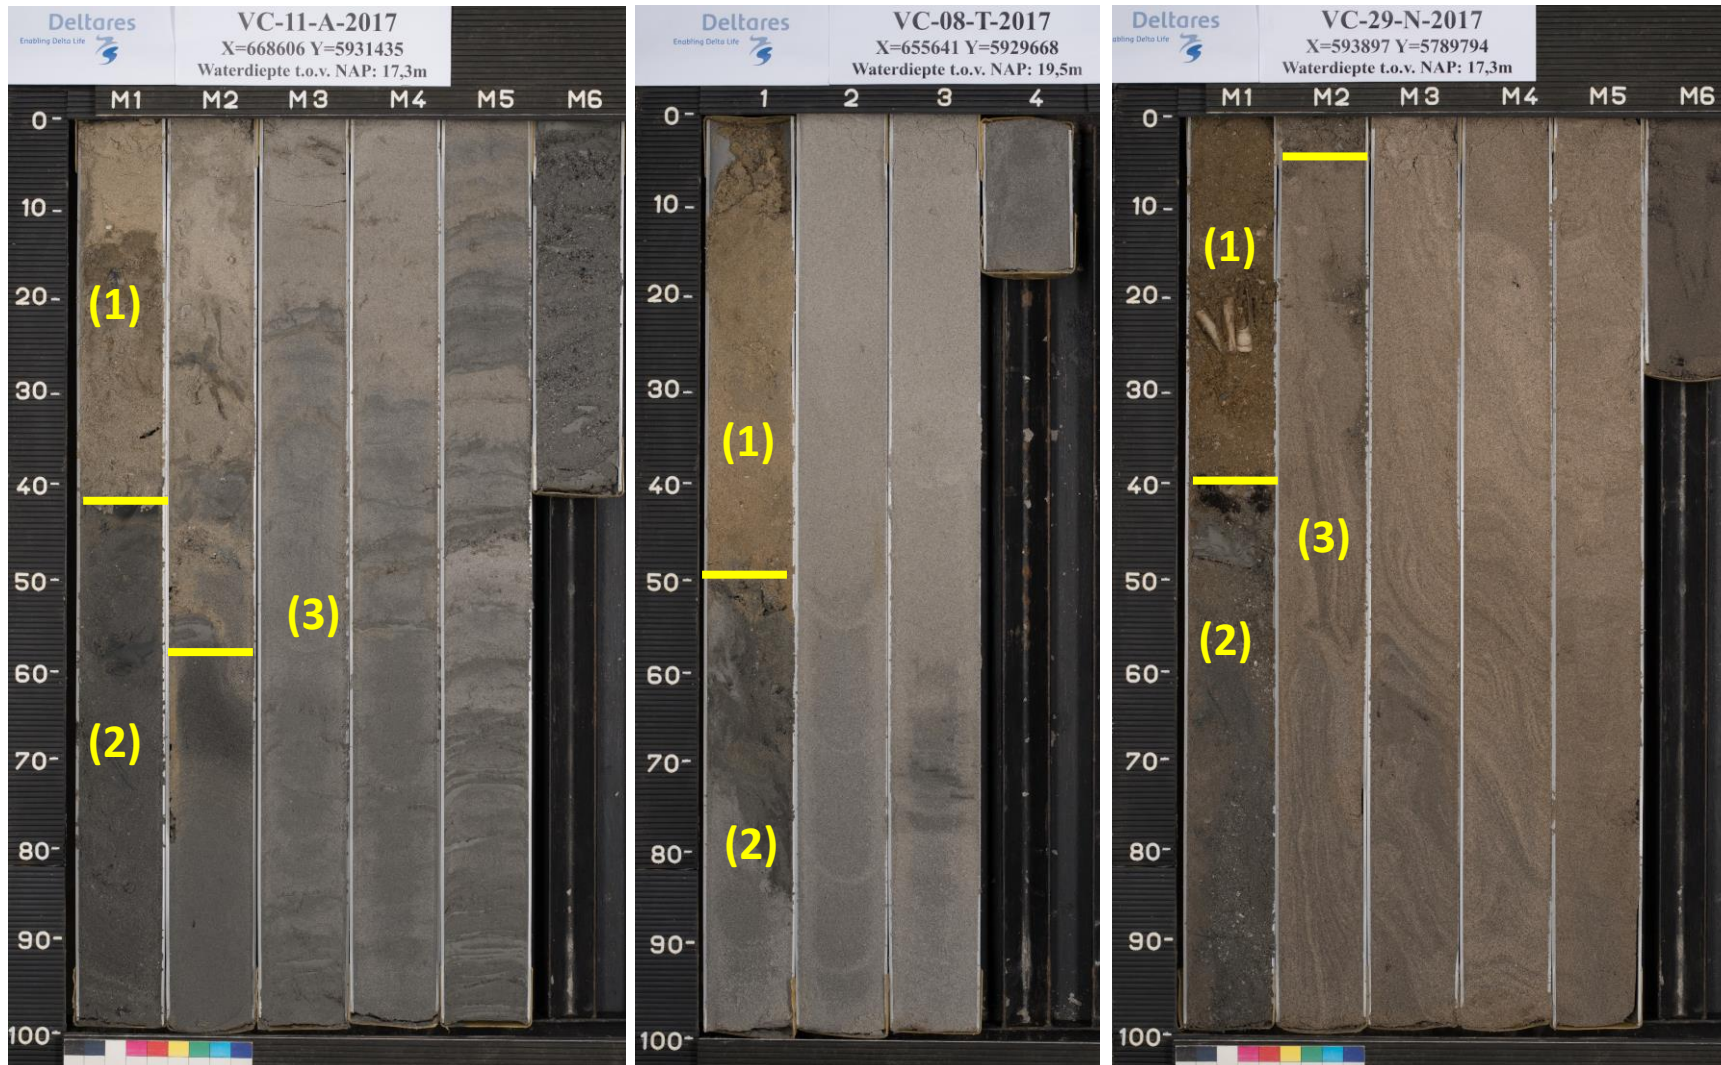 Deltares
Enabling Delta Life
VC-11-A-2017
X=668606 Y=5931435
Waterdiepte t.o.v. NAP: 17,3m
M1 M2 M3 M4 M5 M6
0
10
20
30
40
50
60
70
80
90
100
(1)
(2)
(3)
Deltares
Enabling Delta Life
VC-08-T-2017
X=655641 Y=5929668
Waterdiepte t.o.v. NAP: 19,5m
1 2 3 4
0
10
20
30
40
50
60
70
80
90
100
(1)
(2)
Deltares
abling Delta Life
VC-29-N-2017
X=593897 Y=5789794
Waterdiepte t.o.v. NAP: 17,3m
M1 M2 M3 M4 M5 M6
0
10
20
30
40
50
60
70
80
90
100
(1)
(2)
(3)